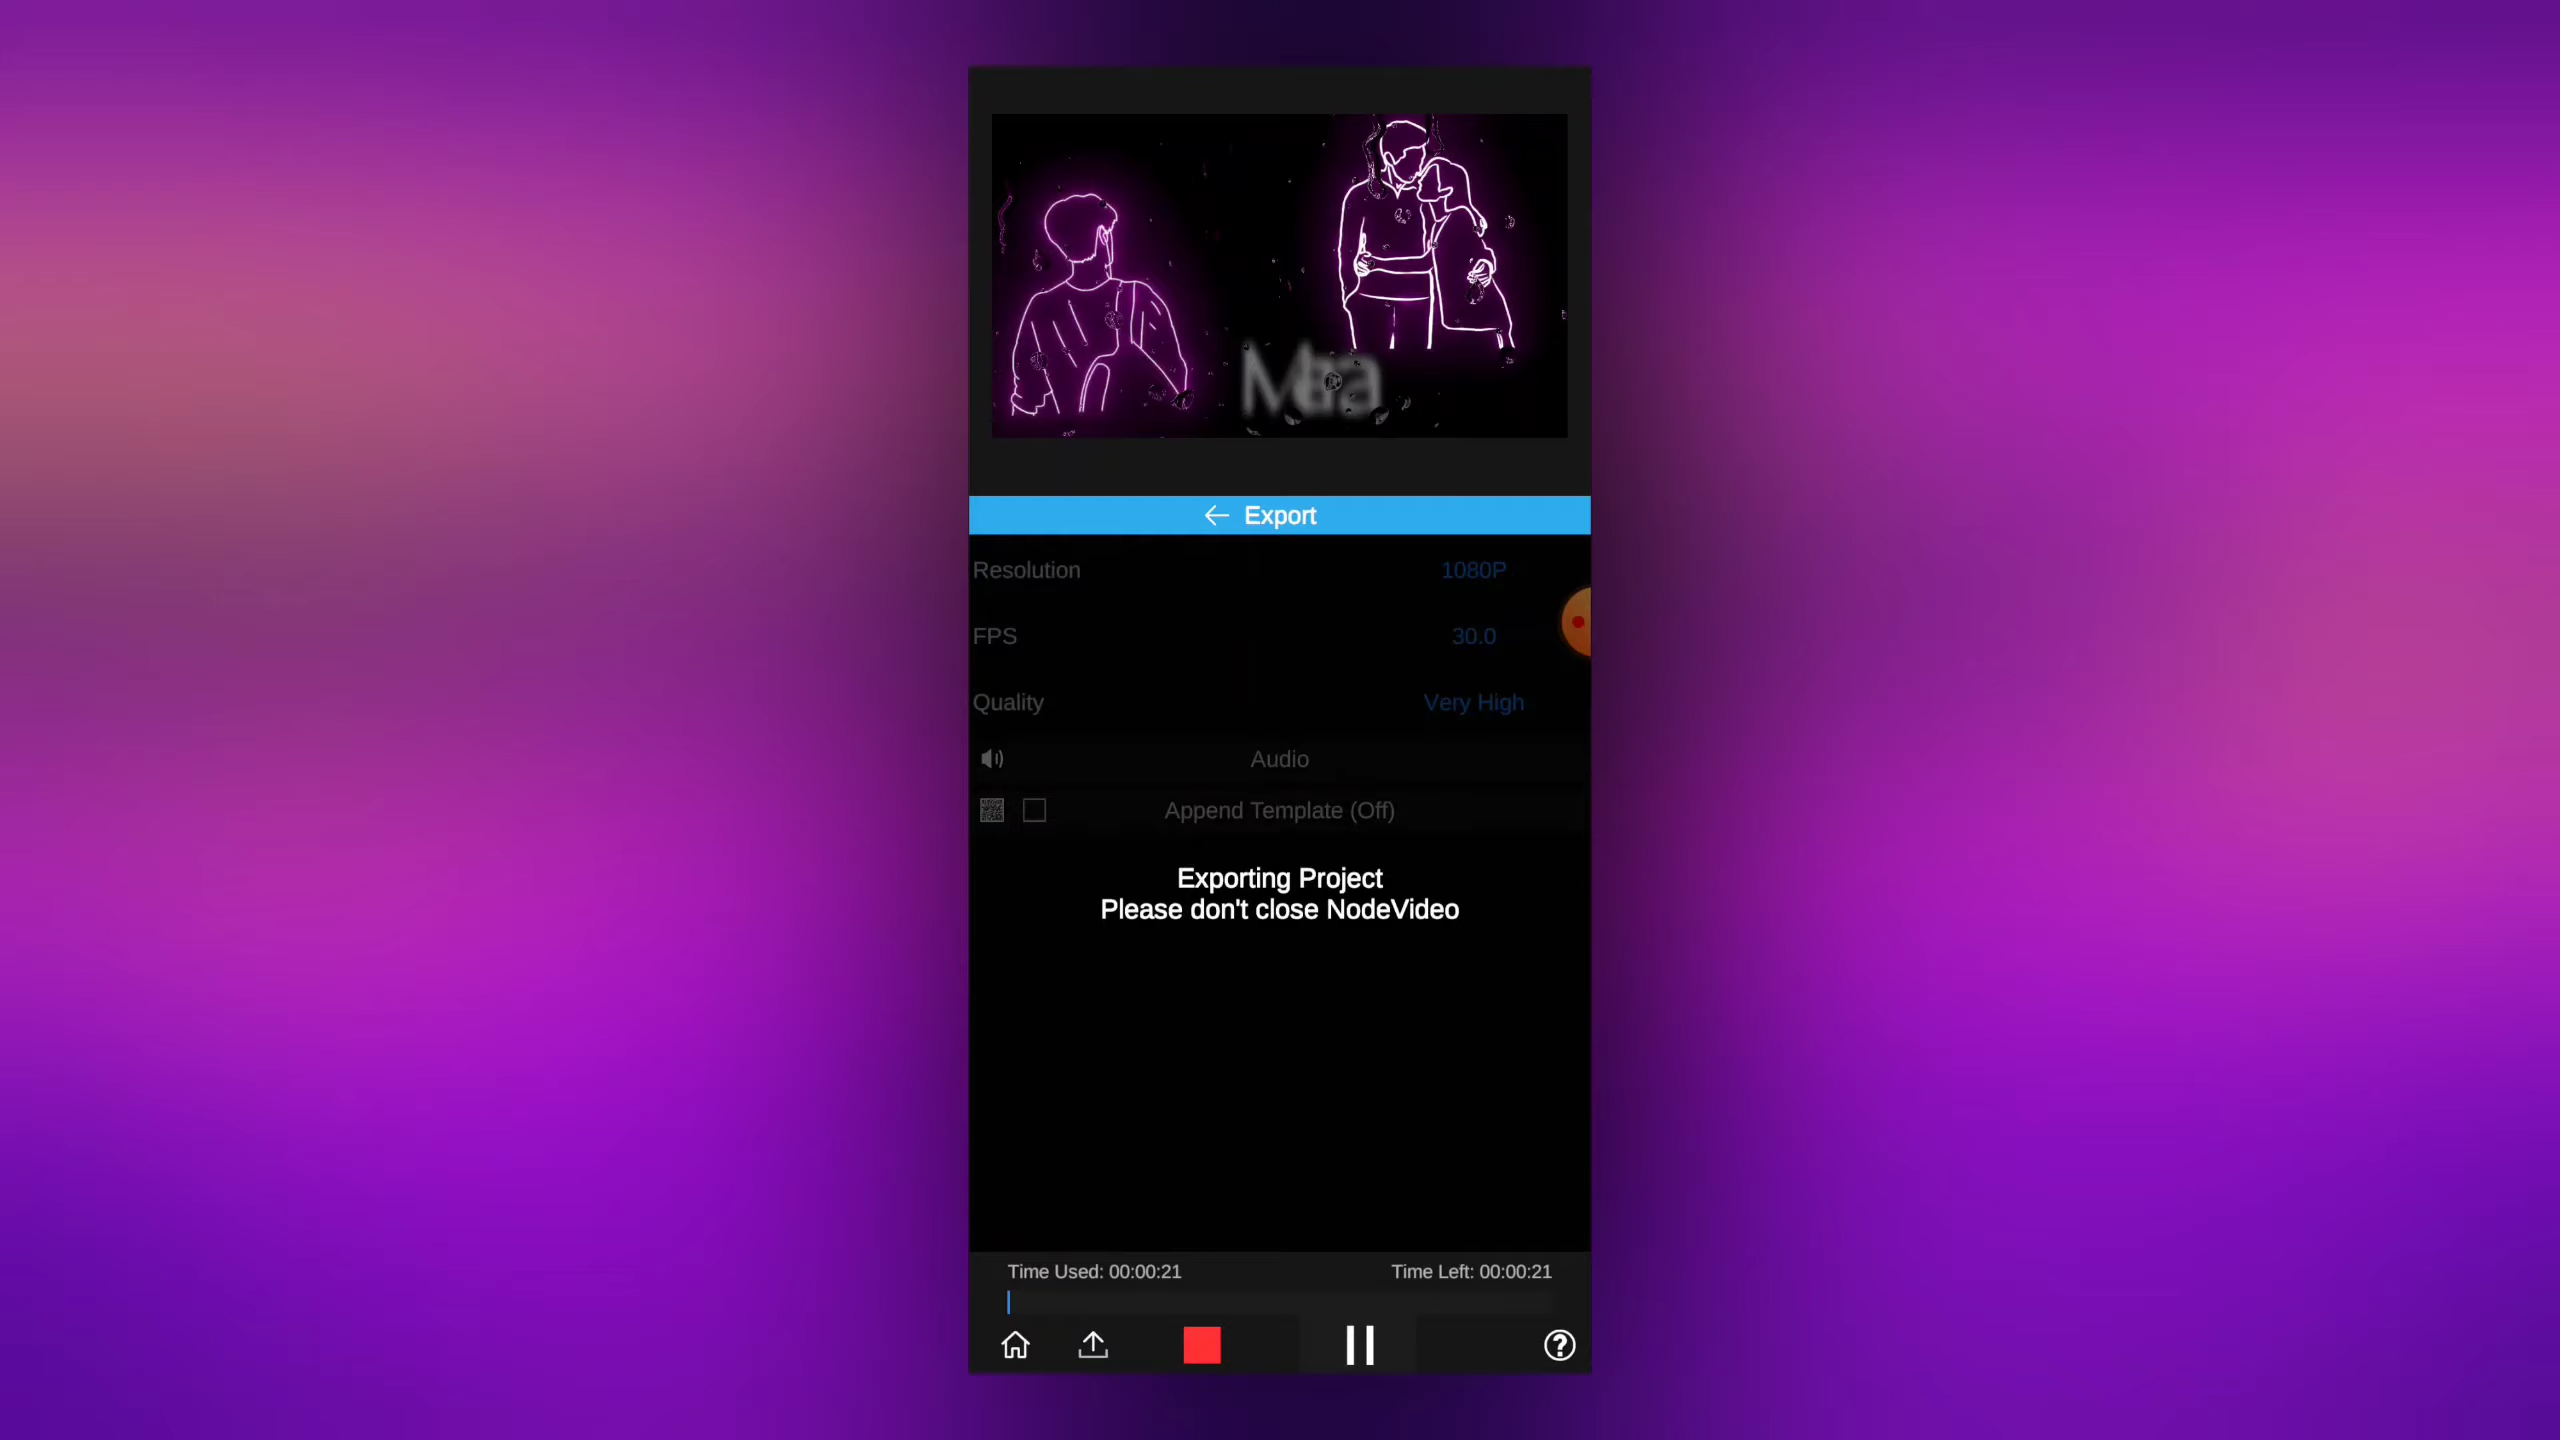 Export
Resolution 1080P
FPS 30.0
Quality Very High
Audio
Append Template (Off)
Exporting Project
Please don't close NodeVideo
Time Used: 00:00:21 Time Left: 00:00:21